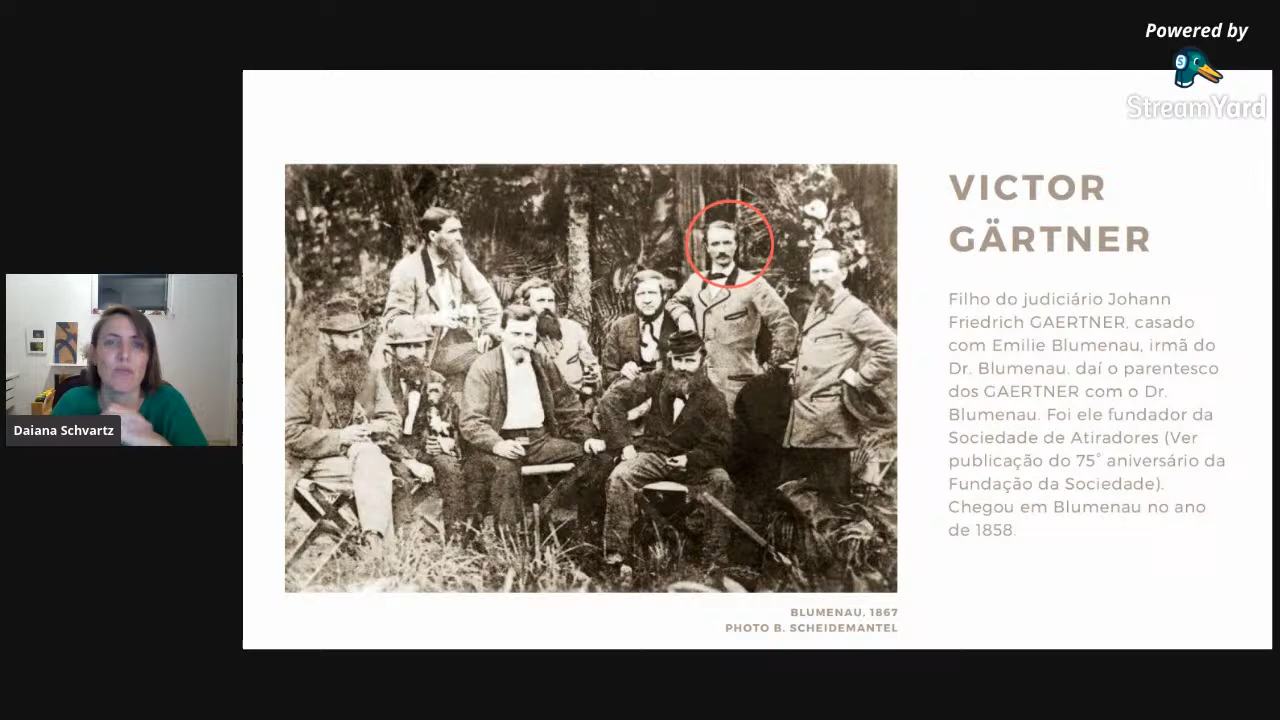 Powered by
StreamYard
VICTOR
GÄRTNER
Filho do judiciário Johann
Friedrich GAERTNER, casado
com Emilie Blumenau, irmã do
Dr. Blumenau. daí o parentesco
dos GAERTNER com o Dr.
Blumenau. Foi ele fundador da
Sociedade de Atiradores (Ver
publicação do 75° aniversário da
Fundação da Sociedade).
Chegou em Blumenau no ano
de 1858.
Daiana Schvartz
BLUMENAU, 1867
PHOTO B. SCHEIDEMANTEL